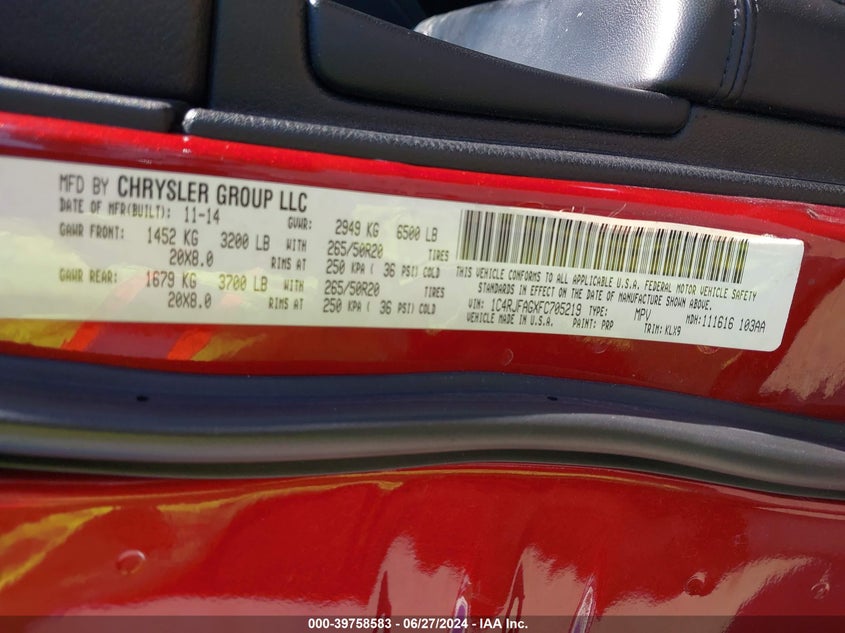 MFD BY CHRYSLER GROUP LLC
DATE OF MFR(BUILT): 11-14 GVWR: 2949 KG 6500 LB
GAWR FRONT: 1452 KG 3200 LB WITH 265/50R20 TIRES
20X8.0 RIMS AT 250 KPA ( 36 PSI) COLD
GAWR REAR: 1679 KG 3700 LB WITH 265/50R20 TIRES
20X8.0 RIMS AT 250 KPA ( 36 PSI) COLD
THIS VEHICLE CONFORMS TO ALL APPLICABLE U.S.A. FEDERAL MOTOR VEHICLE SAFETY
STANDARDS IN EFFECT ON THE DATE OF MANUFACTURE SHOWN ABOVE.
VIN: 1C4RJFAGXFC705219 TYPE: MPV MDH:111616 103AA
VEHICLE MADE IN U.S.A. PAINT: PRP TRIM: KLX9
000-39758583 / 06/27/2024 / IAA Inc.